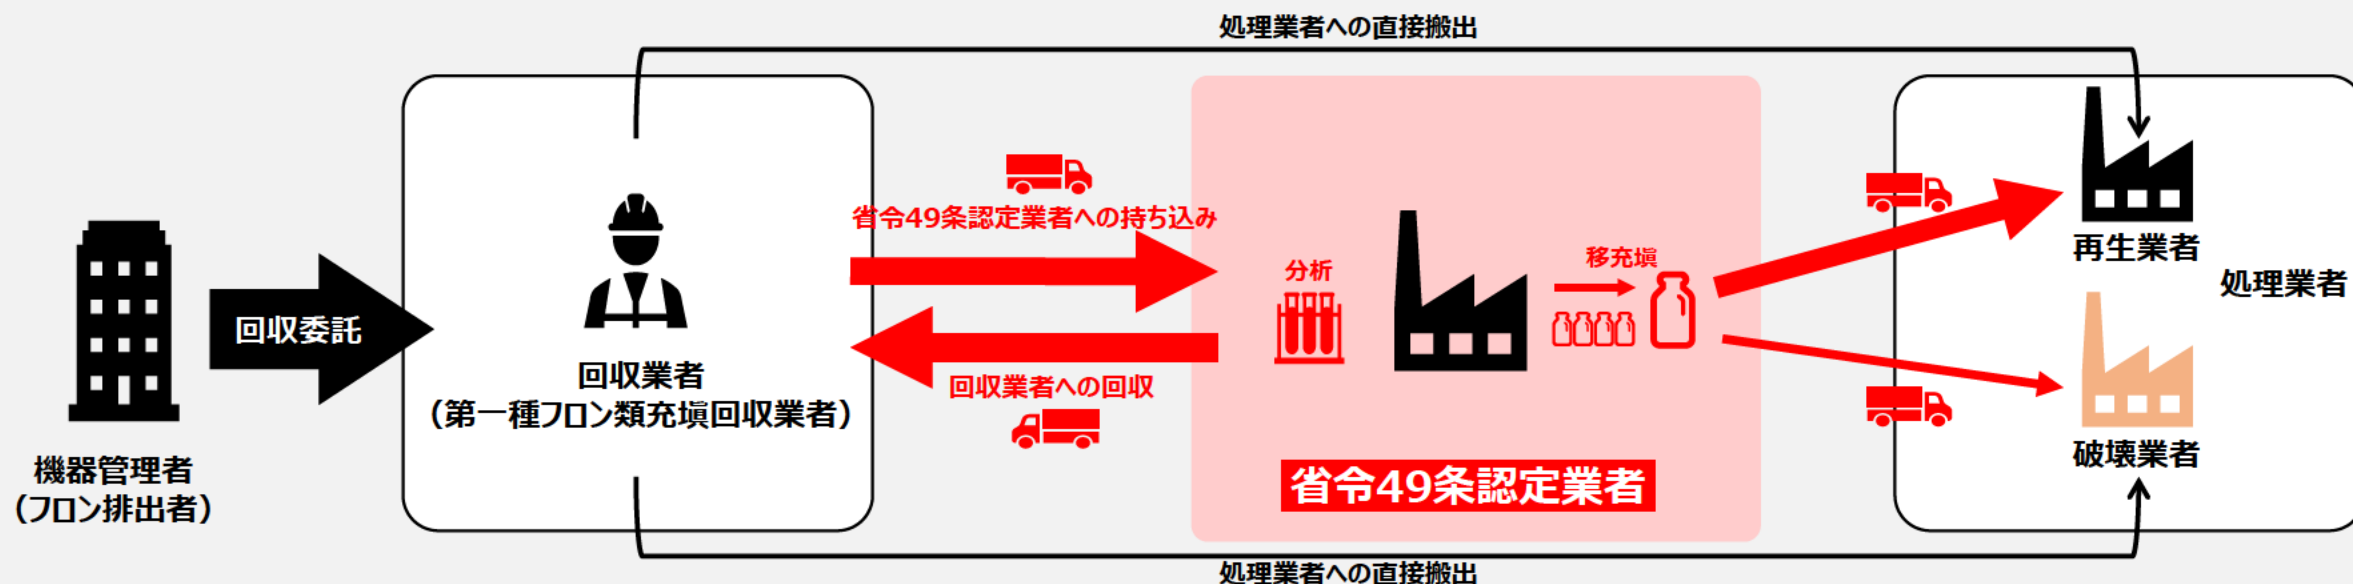 処理業者への直接搬出
機器管理者
（フロン排出者）
回収委託
回収業者
（第一種フロン類充塡回収業者）
省令49条認定業者への持ち込み
回収業者への回収
分析
移充塡
省令49条認定業者
再生業者
処理業者
破壊業者
処理業者への直接搬出